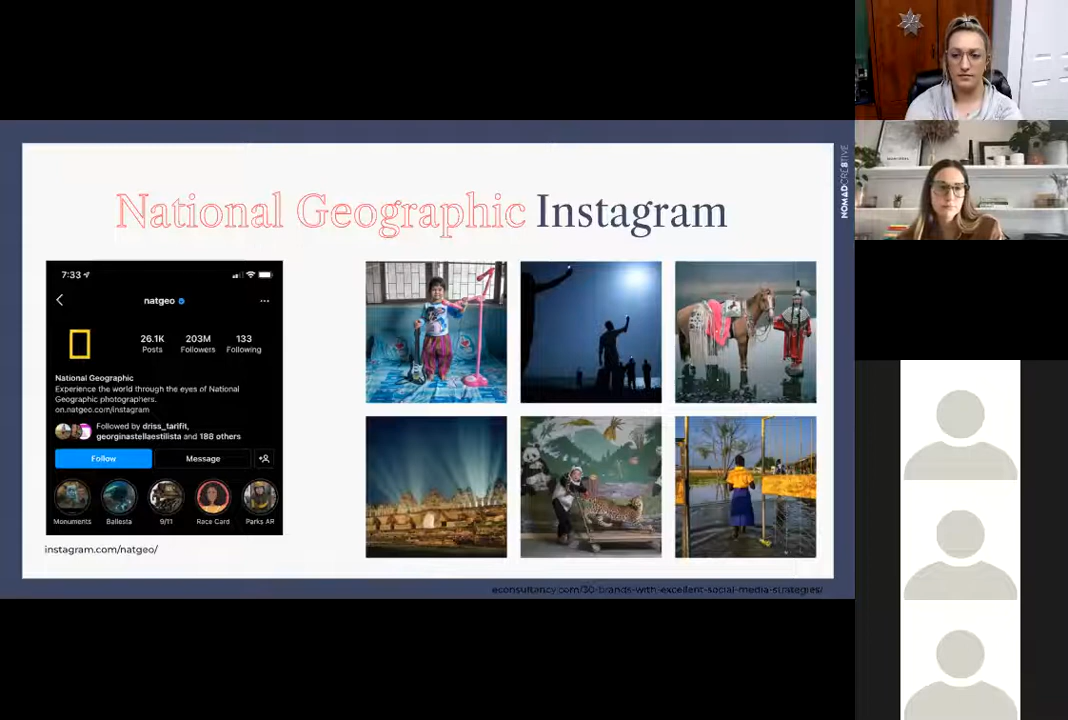 National Geographic Instagram
NOMADCRE8TIVE
7:33
natgeo
26.1K 203M 133
Posts Followers Following
National Geographic
Experience the world through the eyes of National
Geographic photographers.
on.natgeo.com/instagram
Followed by driss_tarifit,
georginastellaestilista and 188 others
Follow Message
Monuments Ballesta 9/11 Race Card Parks AR
instagram.com/natgeo/
econsultancy.com/30-brands-with-excellent-social-media-strategies/